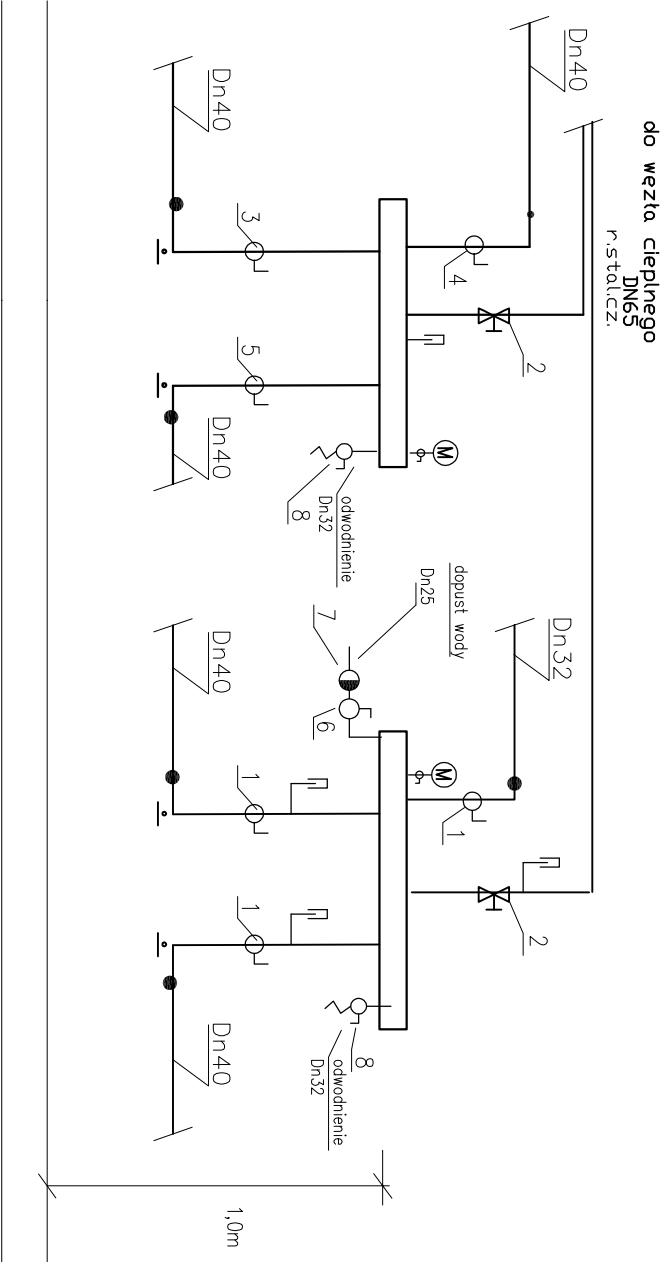 do węzła cieplnego
DN65
r.stal.cz.
Dn40
4
2
Dn40
3
5
Dn40
M
odwodnienie
Dn32
8
dopust wody
Dn25
7
6
Dn32
M
1
2
Dn40
1
1
Dn40
8
odwodnienie
Dn32
1,0m